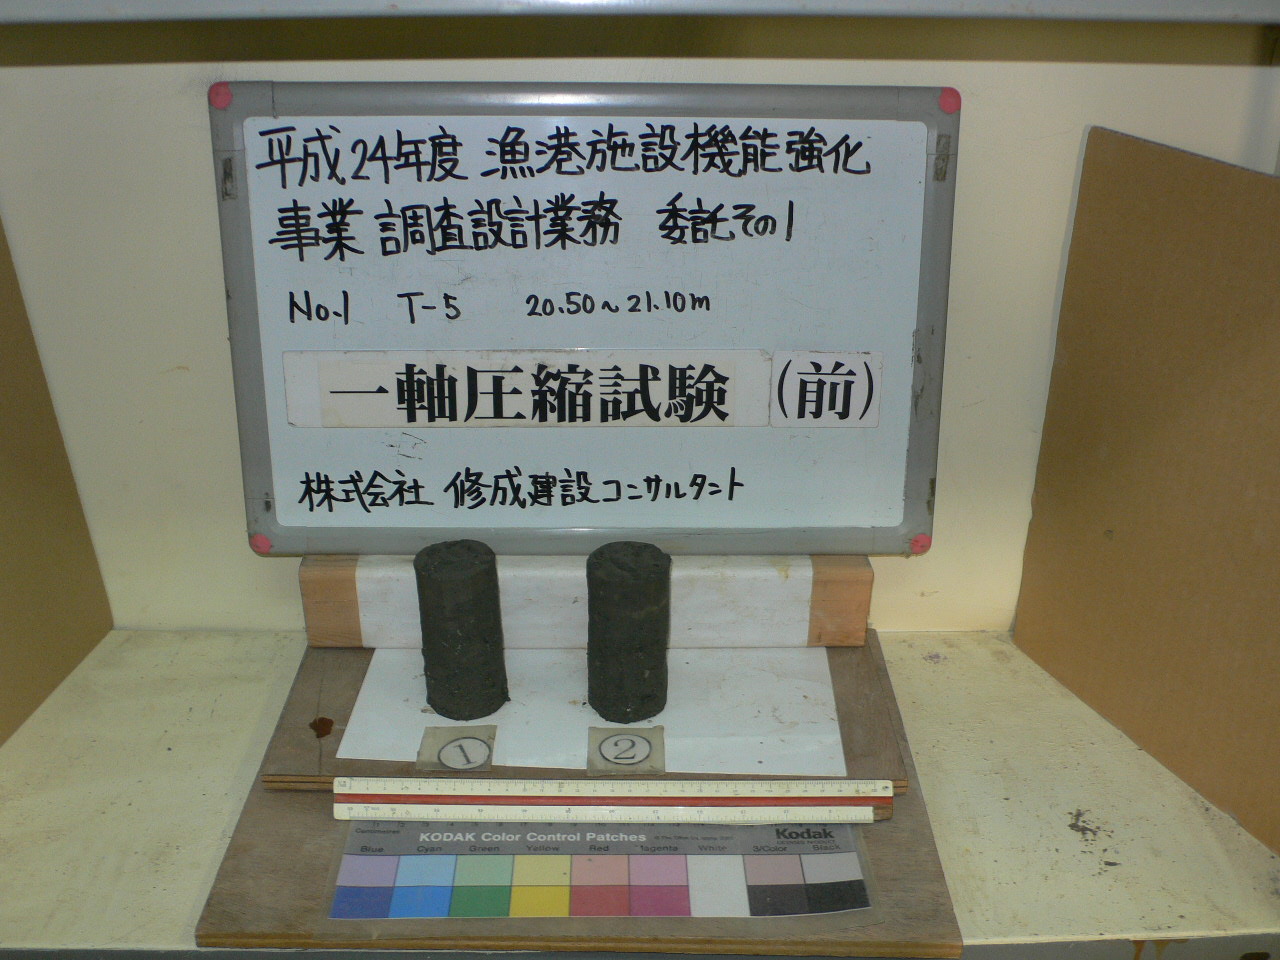 平成24年度 漁港施設機能強化
事業 調査設計業務 委託その1
No.1 T-5 20.50~21.10m
一軸圧縮試験 (前)
株式会社 修成建設コンサルタント
① ②
KODAK Color Control Patches
Kodak
Blue Cyan Green Yellow Red Magenta White 3/Color Black